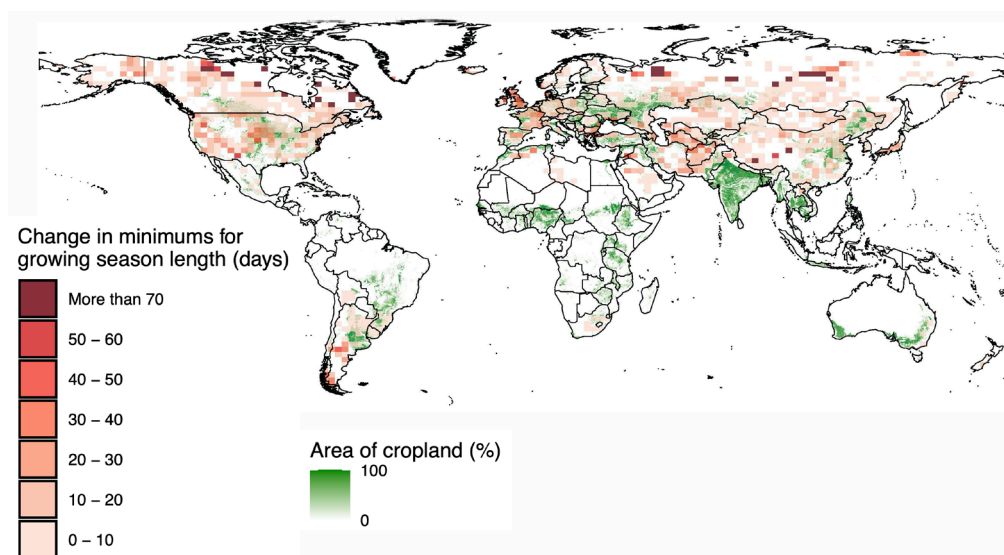 Change in minimums for
growing season length (days)
More than 70
50 – 60
40 – 50
30 – 40
20 – 30
10 – 20
0 – 10
Area of cropland (%)
100
0